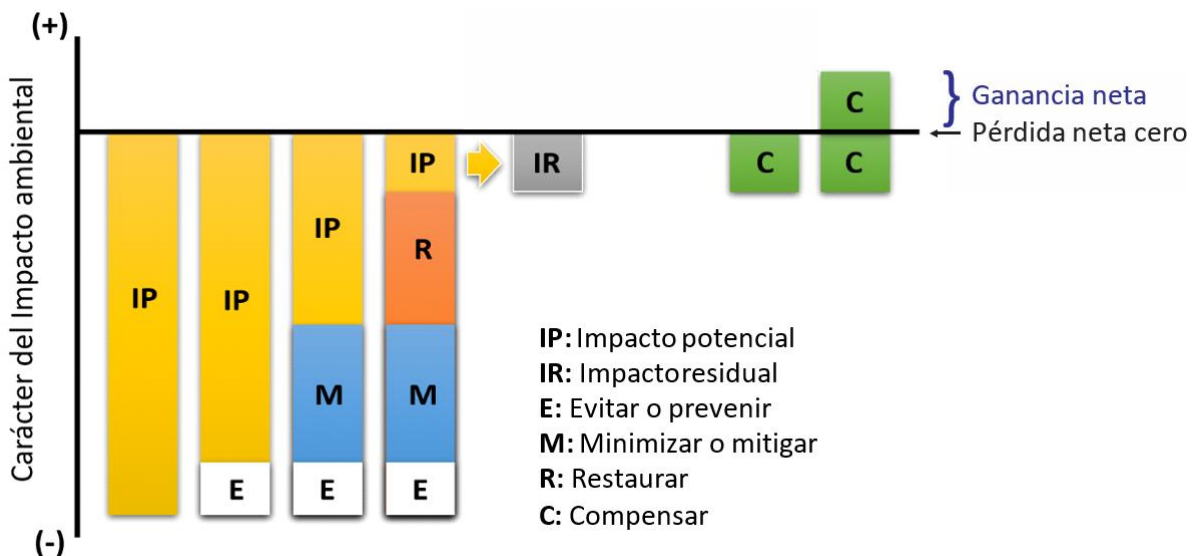 (+)
Carácter del Impacto ambiental
(-)
IP
IP
E
IP
M
E
IP
R
M
E
IR
C
C
C
} Ganancia neta
← Pérdida neta cero
IP: Impacto potencial
IR: Impactoresidual
E: Evitar o prevenir
M: Minimizar o mitigar
R: Restaurar
C: Compensar